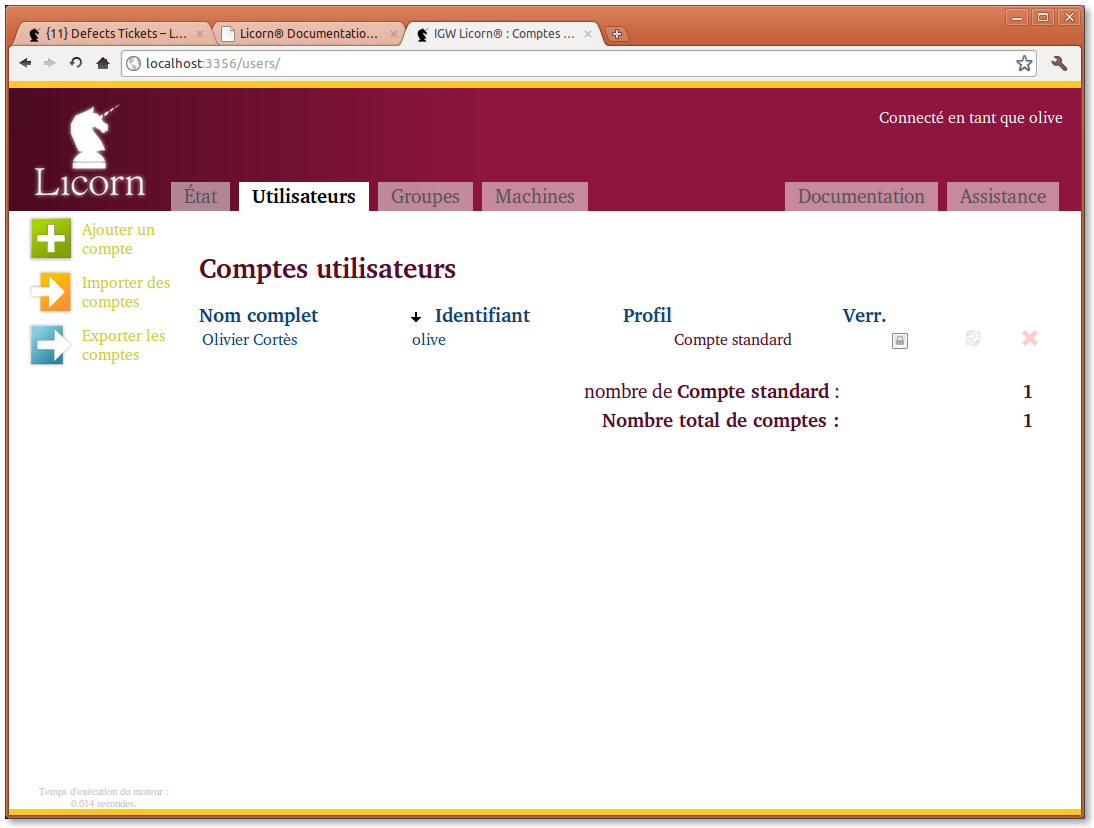 {11} Defects Tickets – L...
Licorn® Documentatio...
IGW Licorn® : Comptes ...
localhost:3356/users/
Connecté en tant que olive
Licorn
État
Utilisateurs
Groupes
Machines
Documentation
Assistance
Ajouter un
compte
Importer des
comptes
Exporter les
comptes
Comptes utilisateurs
Nom complet Identifiant Profil Verr.
Olivier Cortès olive Compte standard
nombre de Compte standard : 1
Nombre total de comptes : 1
Temps d'exécution du moteur :
0.014 secondes.